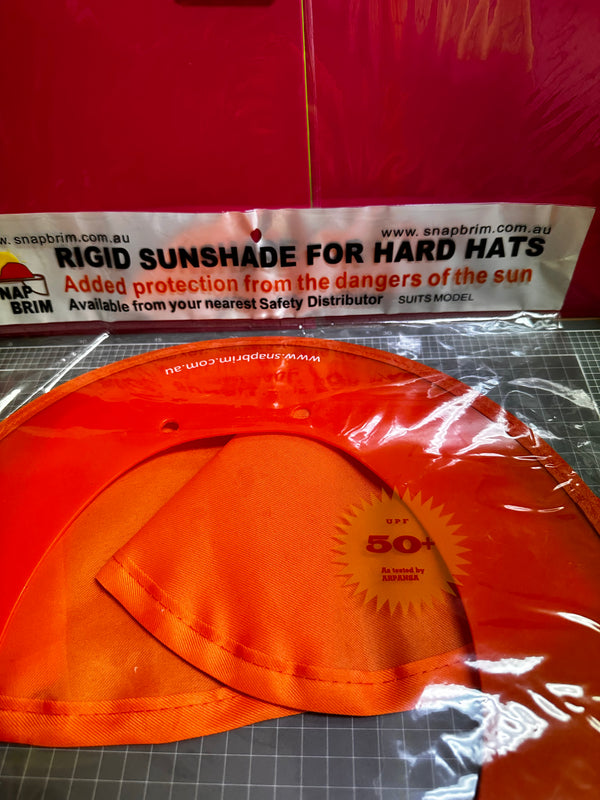 w. snapbrim.com.au
www. snapbrim.com.au
RIGID SUNSHADE FOR HARD HATS
Added protection from the dangers of the sun
Available from your nearest Safety Distributor SUITS MODEL
NAP
BRIM
www.snapbrim.com.au
UPF
50+
As tested by
ARPANSA